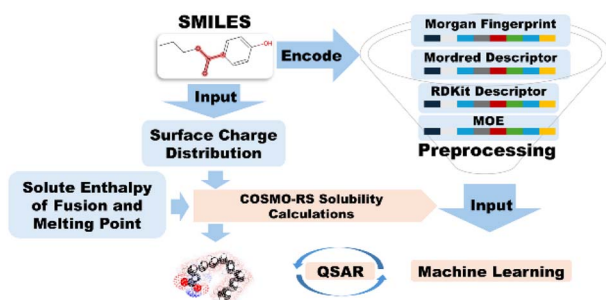 SMILES
OH
Encode
Morgan Fingerprint
Mordred Descriptor
RDKit Descriptor
MOE
Preprocessing
Input
Surface Charge
Distribution
Solute Enthalpy
of Fusion and
Melting Point
COSMO-RS Solubility
Calculations
Input
QSAR
Machine Learning